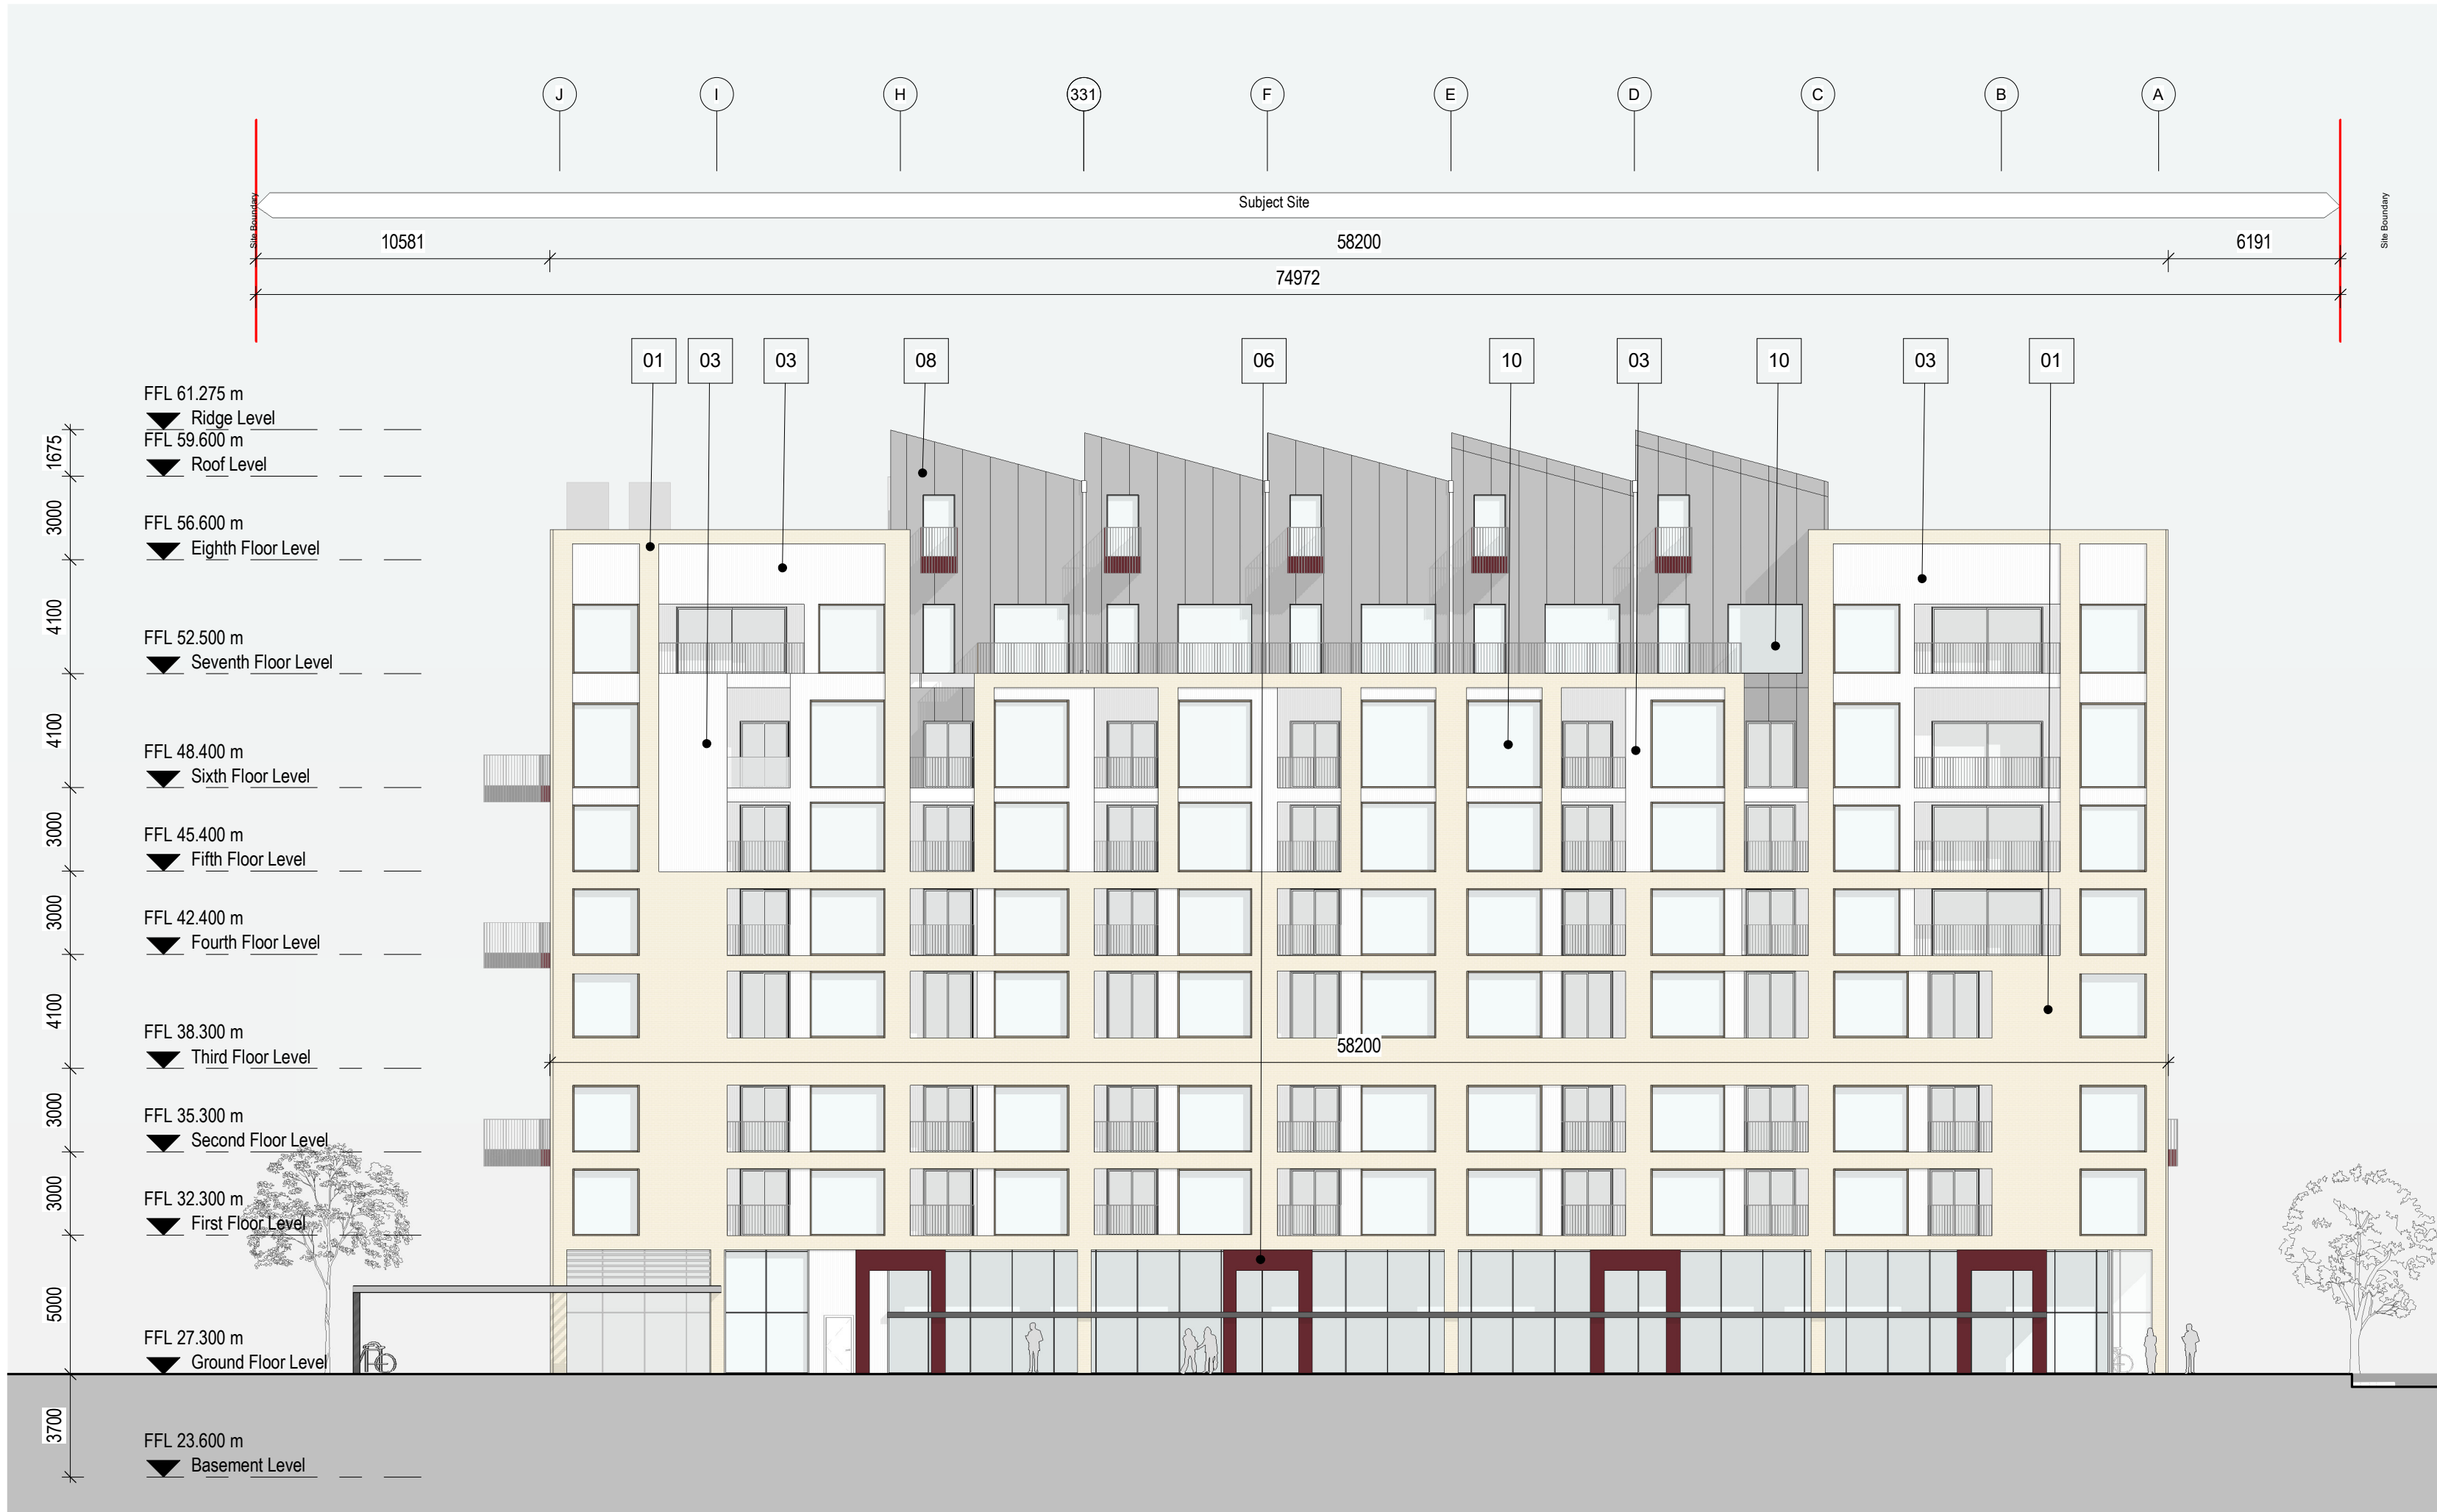 J I H 331 F E D C B A
Subject Site
Site Boundary
Site Boundary
10581 58200 6191
74972
01 03 03 08 06 10 03 10 03 01
FFL 61.275 m
Ridge Level
1675
FFL 59.600 m
Roof Level
3000
FFL 56.600 m
Eighth Floor Level
4100
FFL 52.500 m
Seventh Floor Level
4100
FFL 48.400 m
Sixth Floor Level
3000
FFL 45.400 m
Fifth Floor Level
3000
FFL 42.400 m
Fourth Floor Level
4100
FFL 38.300 m
Third Floor Level
58200
3000
FFL 35.300 m
Second Floor Level
3000
FFL 32.300 m
First Floor Level
5000
FFL 27.300 m
Ground Floor Level
3700
FFL 23.600 m
Basement Level